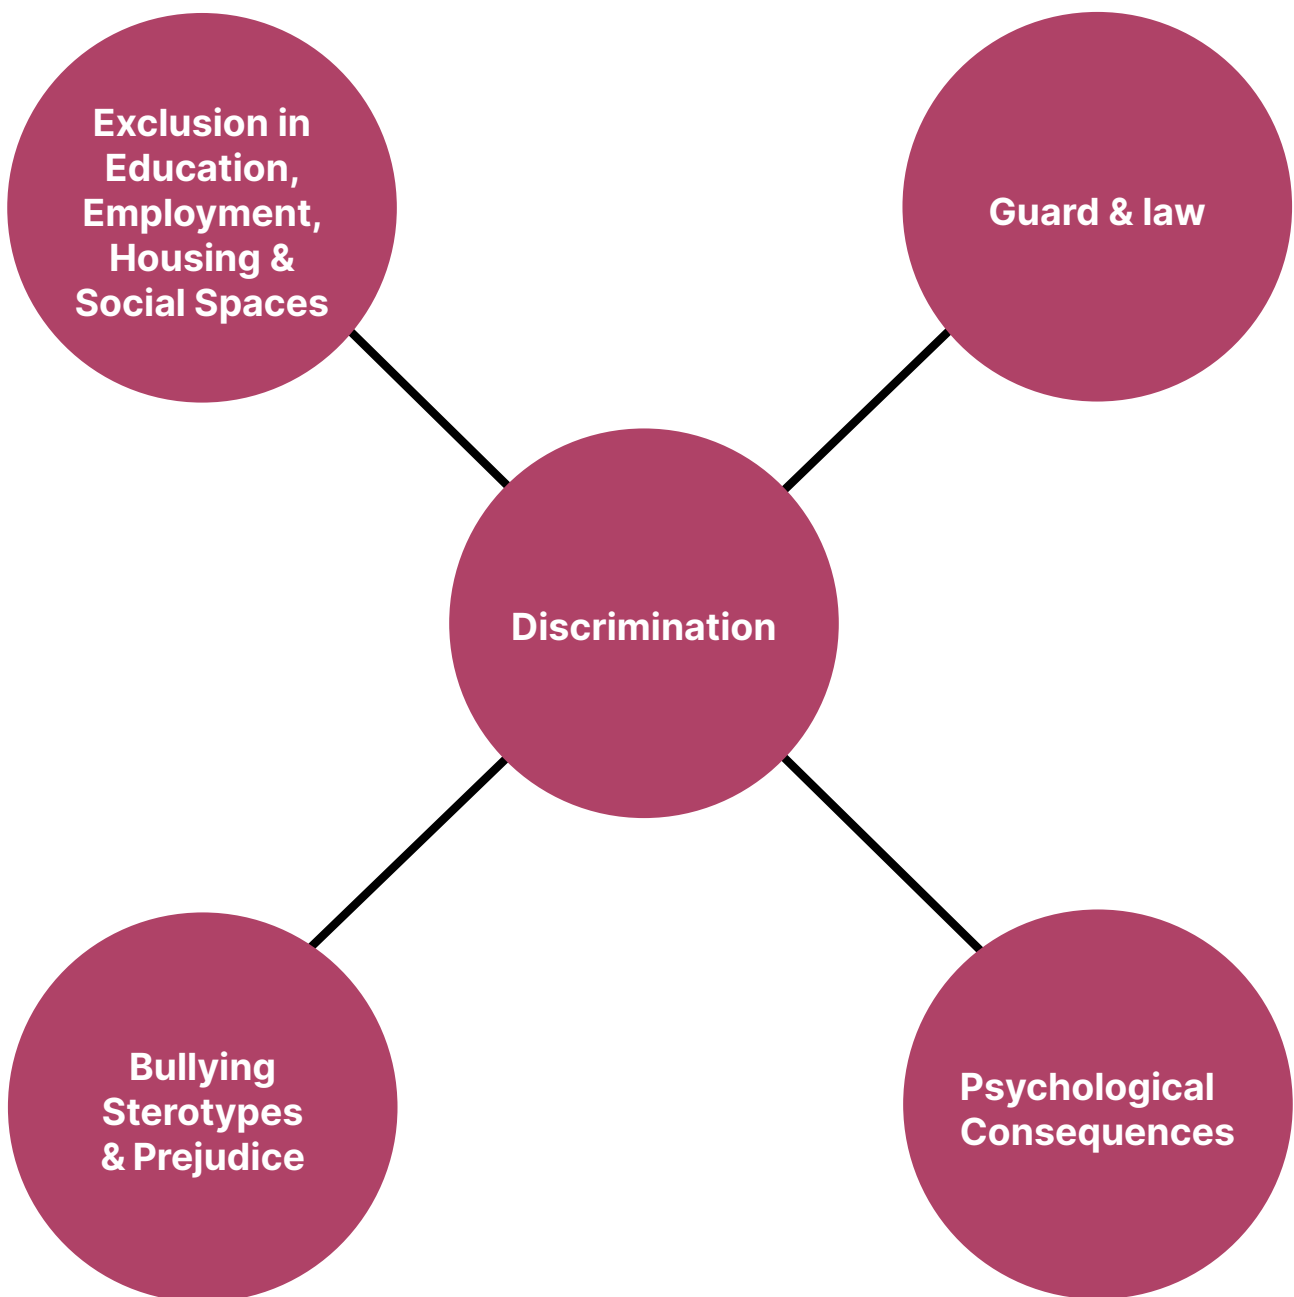 Exclusion in
Education,
Employment,
Housing &
Social Spaces
Guard & law
Discrimination
Bullying
Sterotypes
& Prejudice
Psychological
Consequences